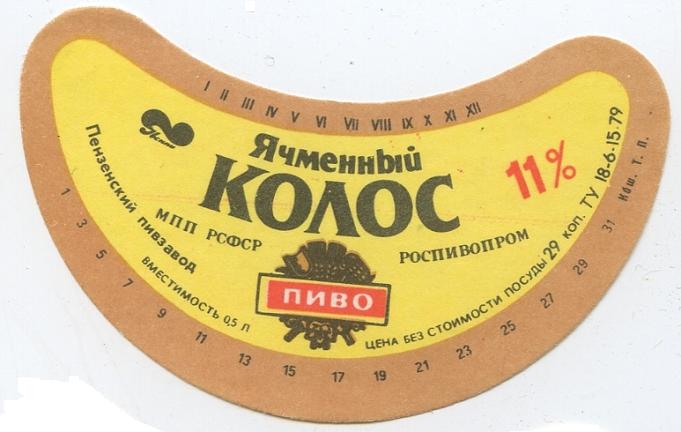 I II III IV V VI VII VIII IX X XI XII
Ячменный
КОЛОС
11%
МПП РСФСР
РОСПИВОПРОМ
ПИВО
Пензенский пивзавод
ВМЕСТИМОСТЬ 0,5 Л
ЦЕНА БЕЗ СТОИМОСТИ ПОСУДЫ 29 КОП. ТУ 18-6-15-79
1 3 5 7 9 11 13 15 17 19 21 23 25 27 29 31